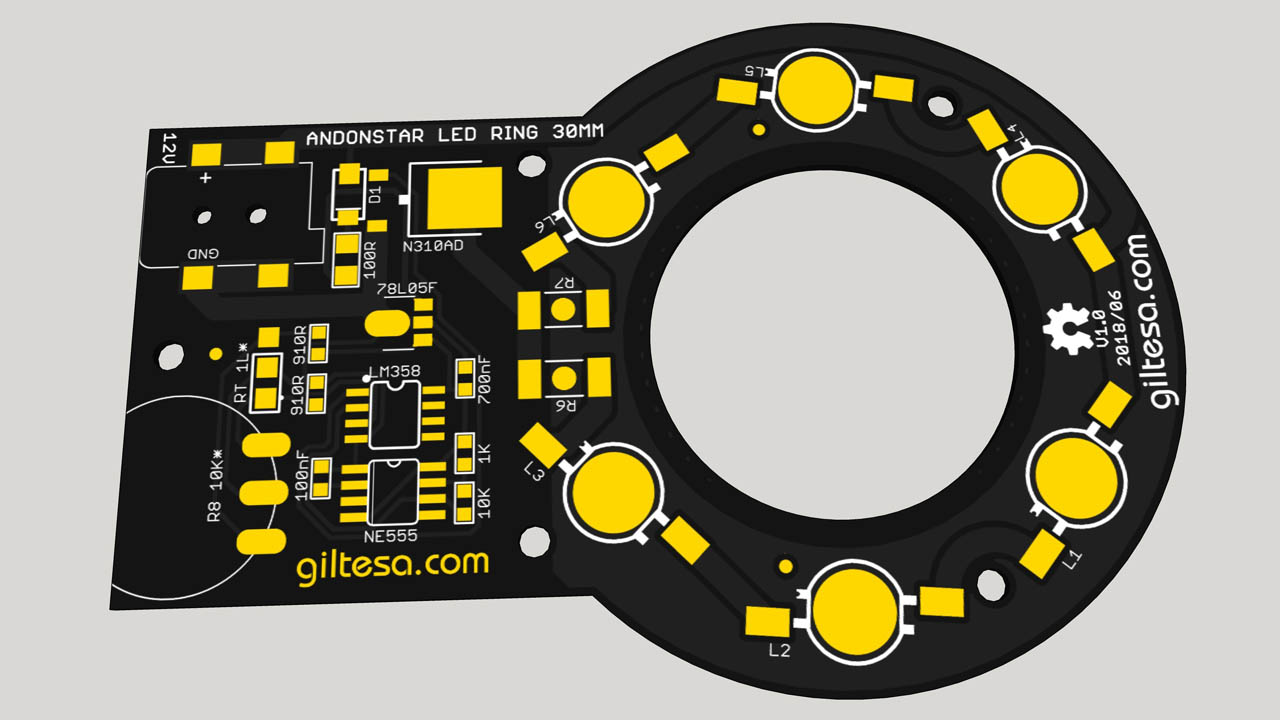 ANDONSTAR LED RING 30MM
12V
+
GND
D1
100R
N310AD
78L05F
RT 1L*
910R
910R
LM358
700nF
R8 10K*
100nF
1K
10K
NE555
giltesa.com
R7
R6
L6
L5
L4
L3
L2
L1
V1.0
2018/06
giltesa.com